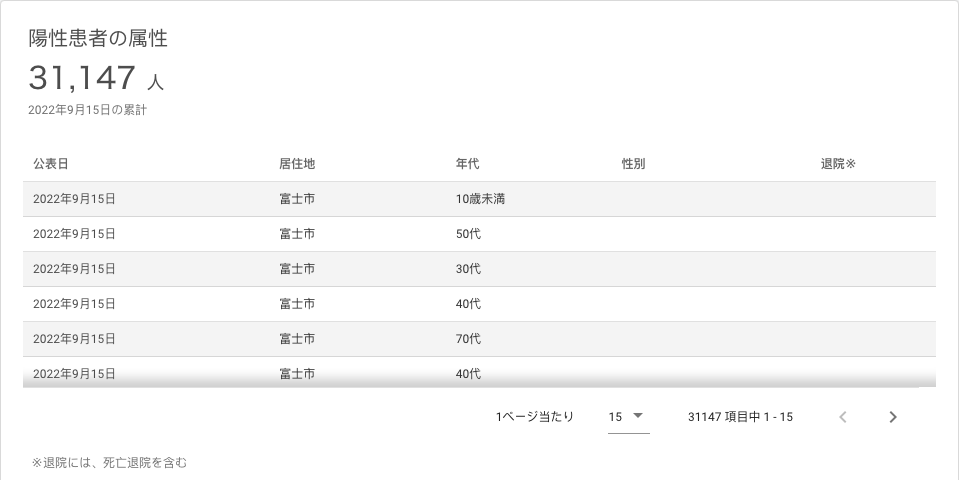 陽性患者の属性
31,147 人
2022年9月15日の累計
公表日 居住地 年代 性別 退院※
2022年9月15日 富士市 10歳未満
2022年9月15日 富士市 50代
2022年9月15日 富士市 30代
2022年9月15日 富士市 40代
2022年9月15日 富士市 70代
2022年9月15日 富士市 40代
1ページ当たり 15 31147 項目中 1 - 15
※退院には、死亡退院を含む